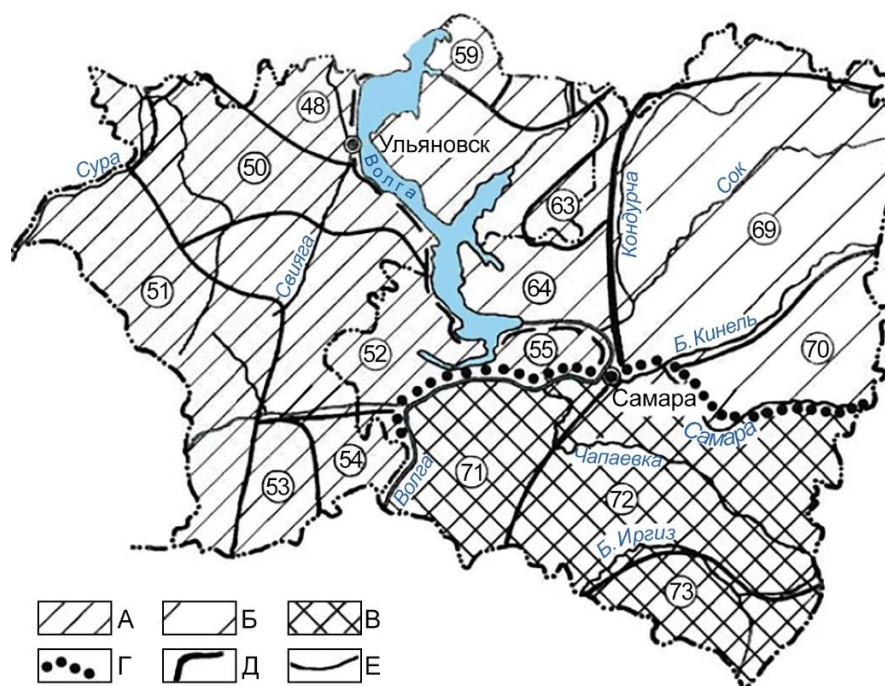 59
48
Ульяновск
Волга
50
Сура
Кондурча
Сок
63
69
Свияга
51
64
52
55
Б. Кинель
70
Самара
Самара
54
Волга
71
Чапаевка
53
72
Б. Иргиз
73
А Б В
Г Д Е